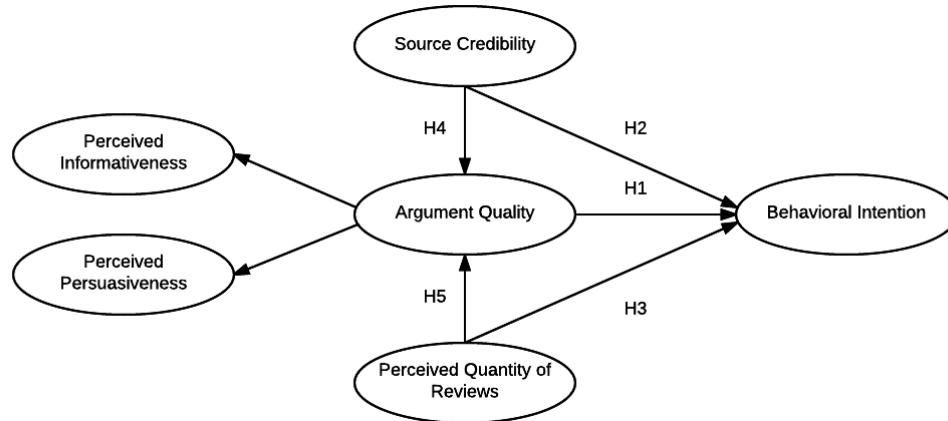 Source Credibility
H4
H2
Perceived
Informativeness
H1
Argument Quality
Behavioral Intention
Perceived
Persuasiveness
H5
H3
Perceived Quantity of
Reviews